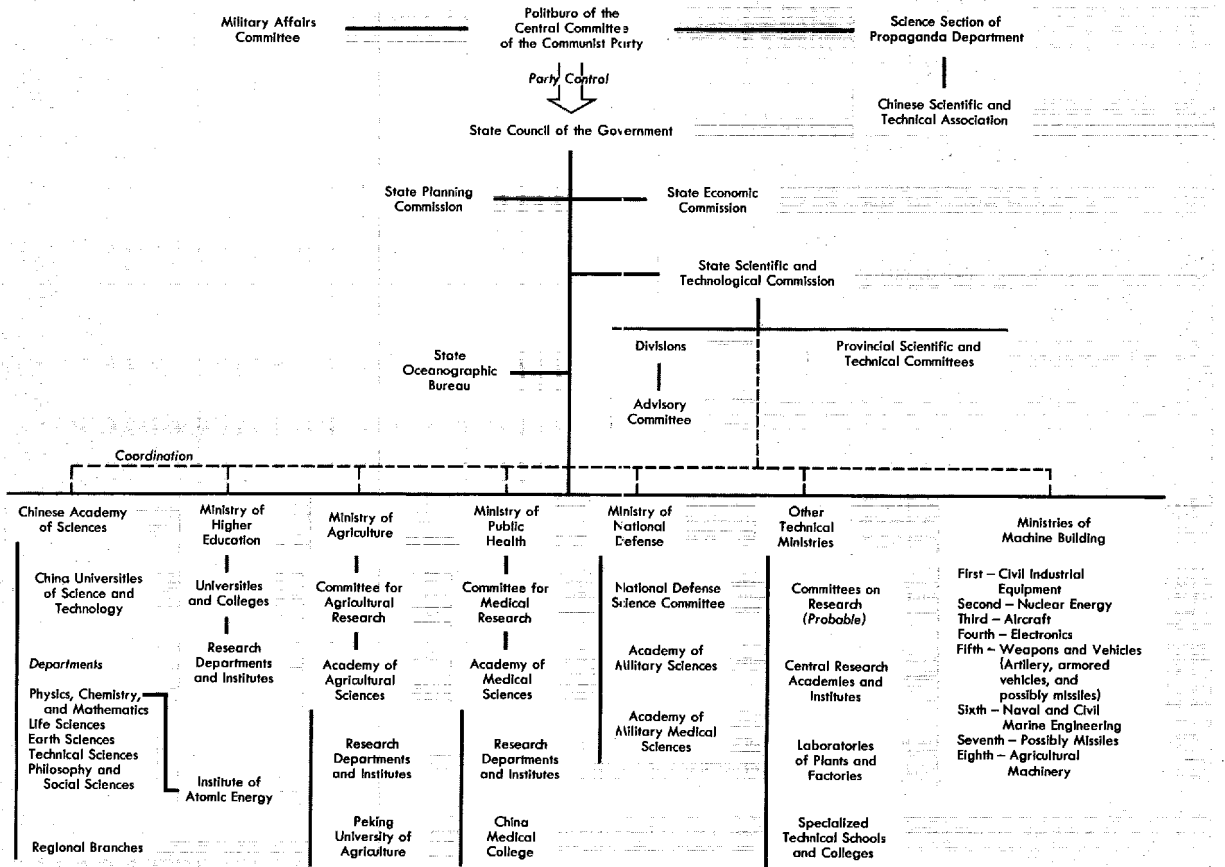 Military Affairs
Committee
Politburo of the
Central Committee
of the Communist Party
Science Section of
Propaganda Department
Party Control
Chinese Scientific and
Technical Association
State Council of the Government
State Planning
Commission
State Economic
Commission
State Scientific and
Technological Commission
Divisions
Provincial Scientific and
Technical Committees
State
Oceanographic
Bureau
Advisory
Committee
Coordination
Chinese Academy
of Sciences
China Universities
of Science and
Technology
Departments
Physics, Chemistry,
and Mathematics
Life Sciences
Earth Sciences
Technical Sciences
Philosophy and
Social Sciences
Regional Branches
Institute of
Atomic Energy
Ministry of
Higher
Education
Universities
and Colleges
Research
Departments
and Institutes
Ministry of
Agriculture
Committee for
Agricultural
Research
Academy of
Agricultural
Sciences
Research
Departments
and Institutes
Peking
University of
Agriculture
Ministry of
Public
Health
Committee for
Medical
Research
Academy of
Medical
Sciences
Research
Departments
and Institutes
China
Medical
College
Ministry of
National
Defense
National Defense
Science Committee
Academy of
Military Sciences
Academy of
Military Medical
Sciences
Other
Technical
Ministries
Committees on
Research
(Probable)
Central Research
Academies and
Institutes
Laboratories
of Plants and
Factories
Specialized
Technical Schools
and Colleges
Ministries of
Machine Building
First – Civil Industrial
Equipment
Second – Nuclear Energy
Third – Aircraft
Fourth – Electronics
Fifth – Weapons and Vehicles
(Artillery, armored
vehicles, and
possibly missiles)
Sixth – Naval and Civil
Marine Engineering
Seventh – Possibly Missiles
Eighth – Agricultural
Machinery